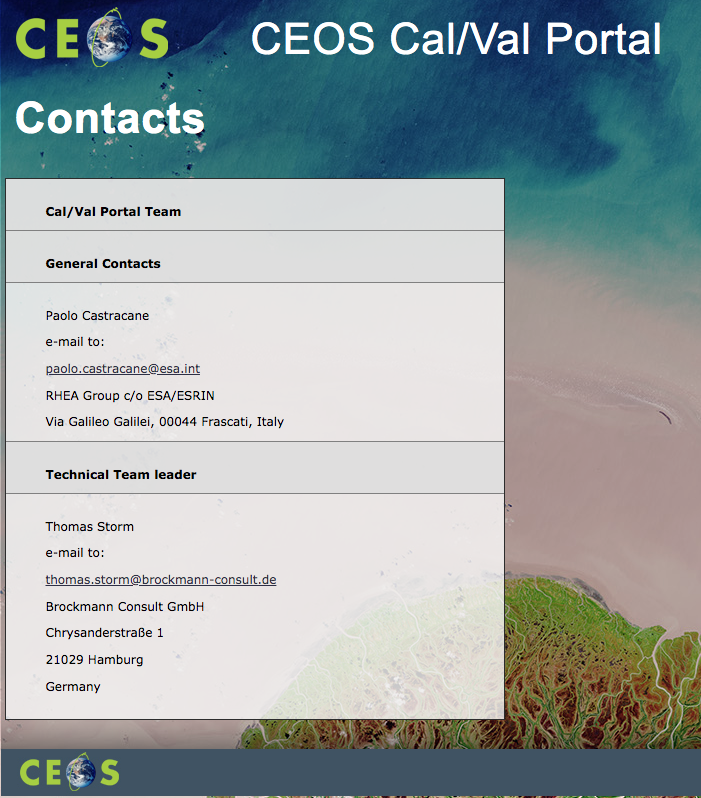 CEOS
CEOS Cal/Val Portal
Contacts
Cal/Val Portal Team
General Contacts
Paolo Castracane
e-mail to:
paolo.castracane@esa.int
RHEA Group c/o ESA/ESRIN
Via Galileo Galilei, 00044 Frascati, Italy
Technical Team leader
Thomas Storm
e-mail to:
thomas.storm@brockmann-consult.de
Brockmann Consult GmbH
Chrysanderstraße 1
21029 Hamburg
Germany
CEOS